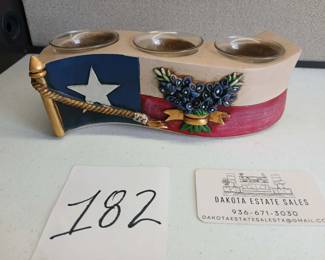 182
DAKOTA ESTATE SALES
936-671-3030
DAKOTAESTATESALESTX@GMAIL.COM